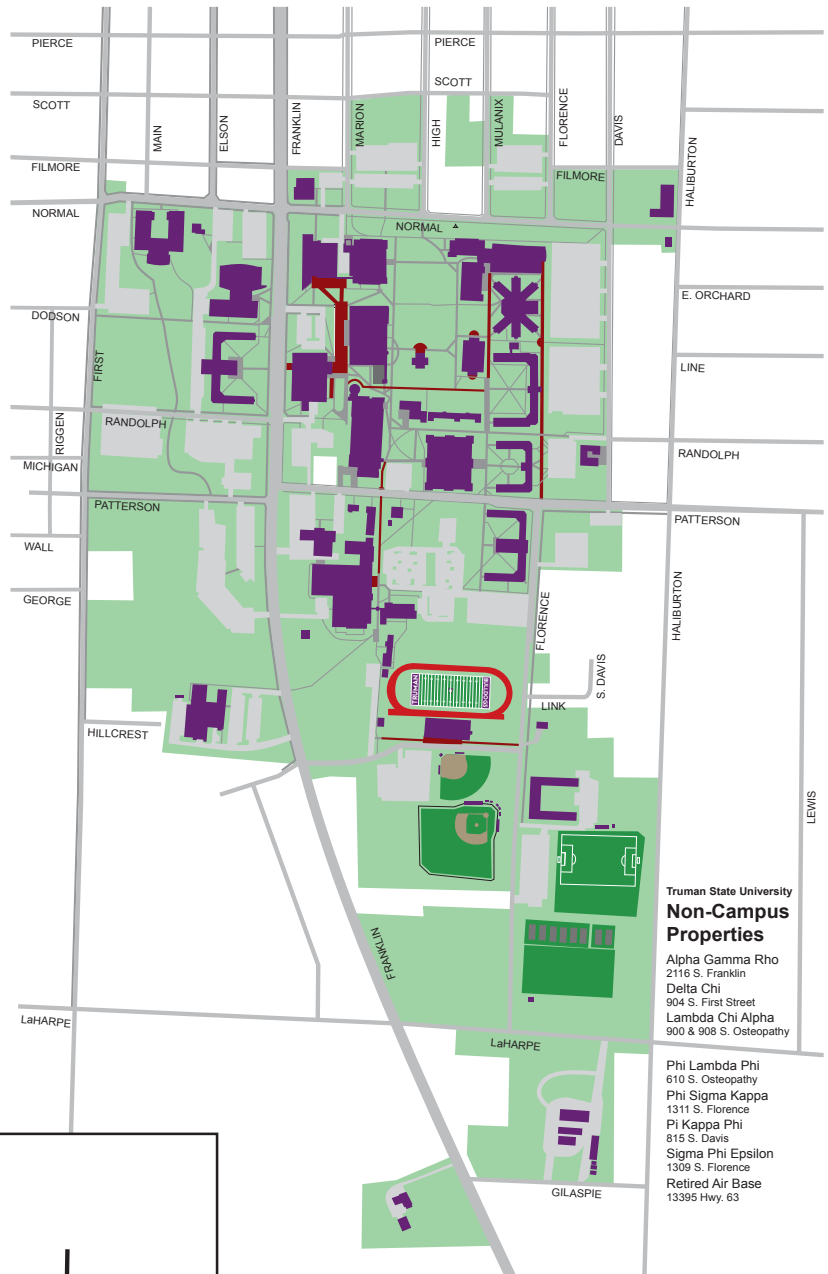 PIERCE
PIERCE
SCOTT
SCOTT
MAIN
ELSON
FRANKLIN
MARION
HIGH
MULANIX
FLORENCE
DAVIS
HALIBURTON
FILMORE
FILMORE
NORMAL
NORMAL
E. ORCHARD
DODSON
FIRST
LINE
RIGGEN
RANDOLPH
RANDOLPH
MICHIGAN
PATTERSON
PATTERSON
WALL
GEORGE
FLORENCE
HALIBURTON
S. DAVIS
TRUMAN
BULLDOGS
LINK
HILLCREST
LEWIS
FRANKLIN
Truman State University
Non-Campus
Properties
Alpha Gamma Rho
2116 S. Franklin
Delta Chi
904 S. First Street
Lambda Chi Alpha
900 & 908 S. Osteopathy
LaHARPE
LaHARPE
Phi Lambda Phi
610 S. Osteopathy
Phi Sigma Kappa
1311 S. Florence
Pi Kappa Phi
815 S. Davis
Sigma Phi Epsilon
1309 S. Florence
Retired Air Base
13395 Hwy. 63
GILASPIE